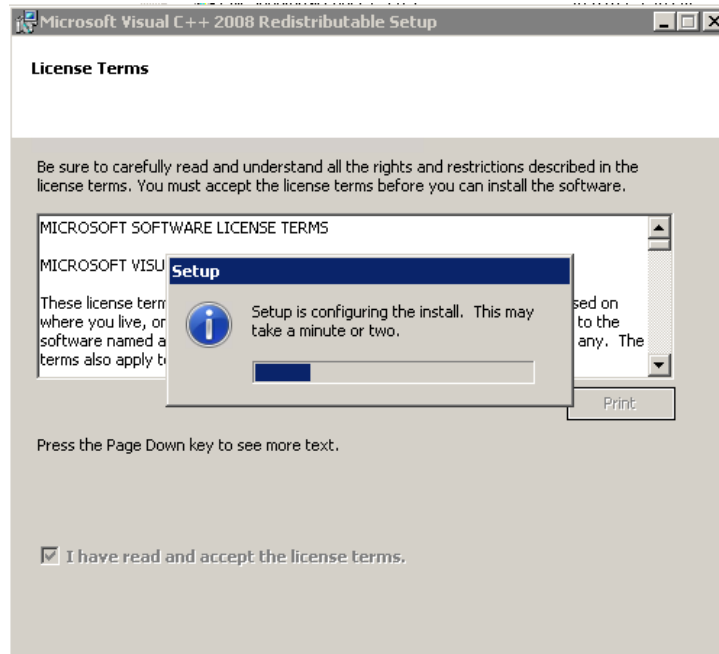 Microsoft Visual C++ 2008 Redistributable Setup
License Terms
Be sure to carefully read and understand all the rights and restrictions described in the
license terms. You must accept the license terms before you can install the software.
MICROSOFT SOFTWARE LICENSE TERMS
MICROSOFT VISU
Setup
These license term
sed on
where you live, or
to the
software named a
any. The
terms also apply t
Setup is configuring the install. This may
take a minute or two.
Print
Press the Page Down key to see more text.
I have read and accept the license terms.